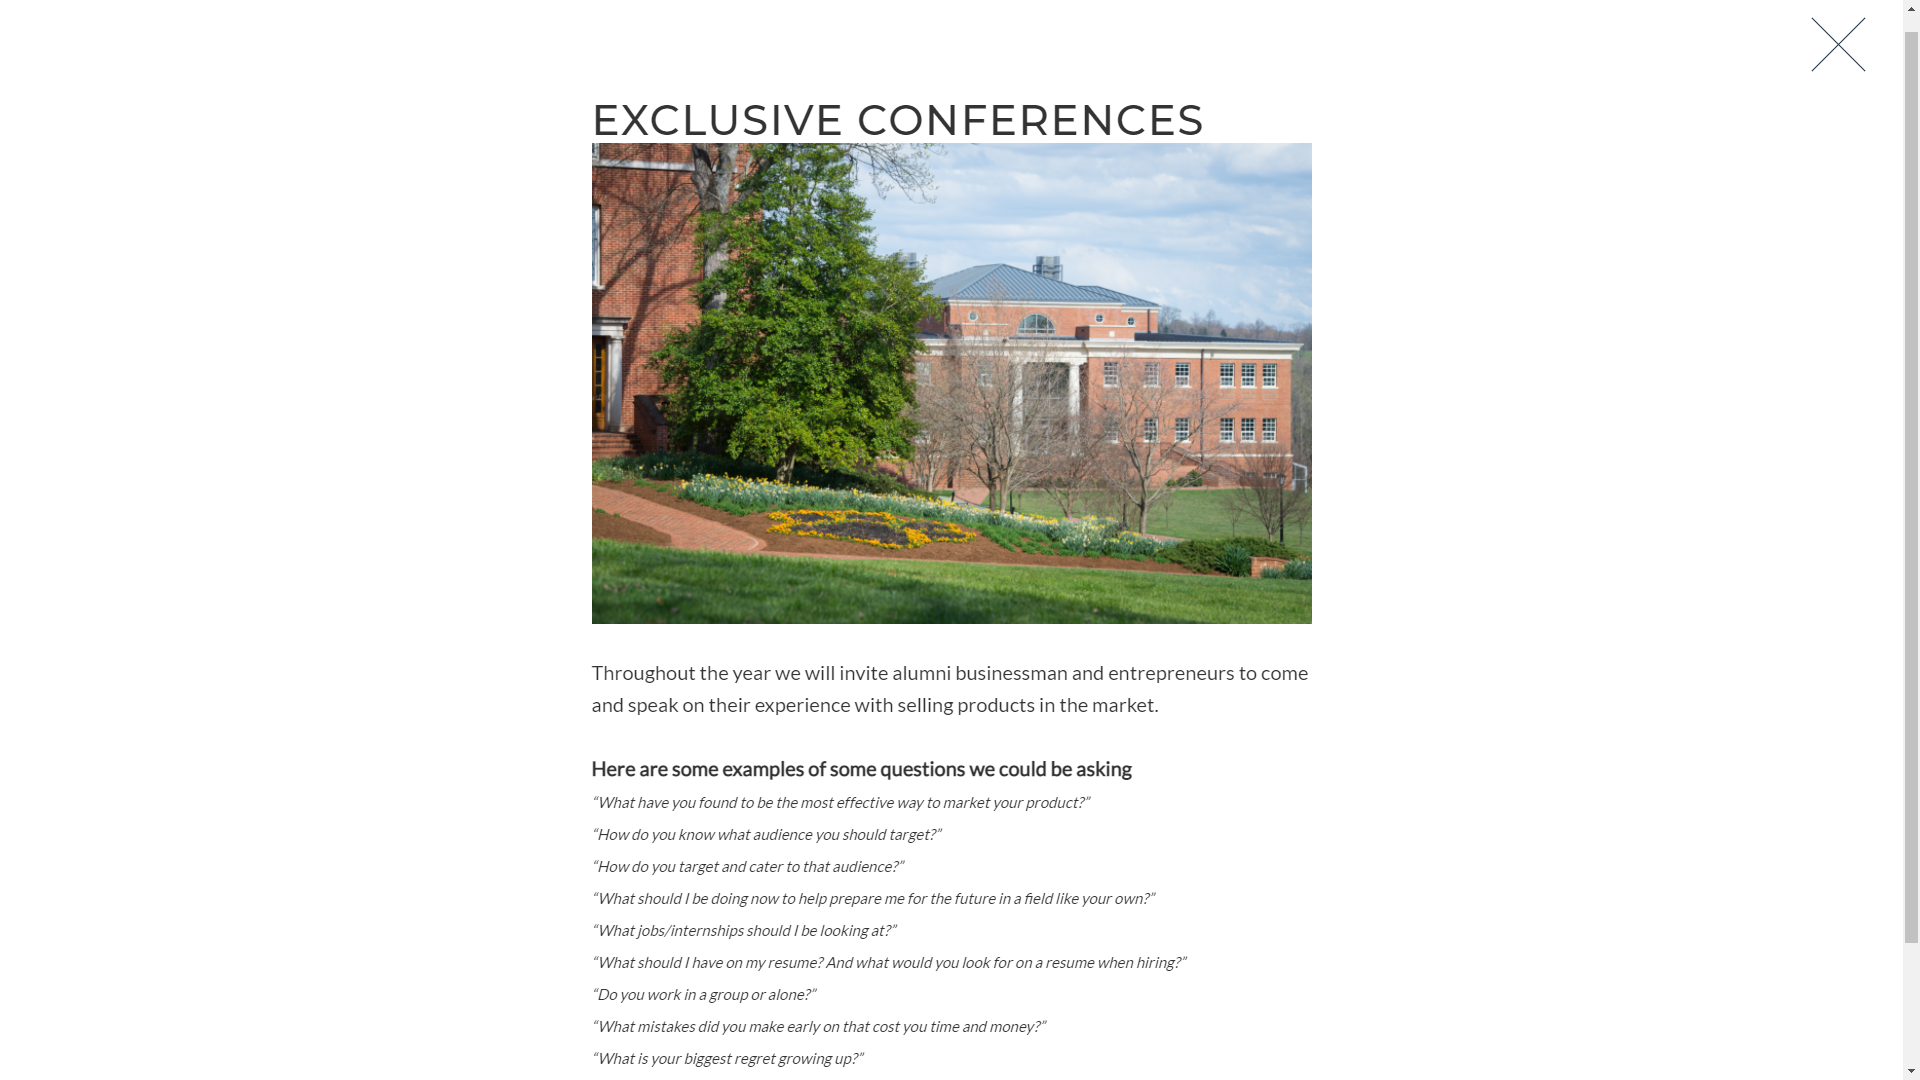 EXCLUSIVE CONFERENCES
Throughout the year we will invite alumni businessman and entrepreneurs to come
and speak on their experience with selling products in the market.
Here are some examples of some questions we could be asking
“What have you found to be the most effective way to market your product?”
“How do you know what audience you should target?”
“How do you target and cater to that audience?”
“What should I be doing now to help prepare me for the future in a field like your own?”
“What jobs/internships should I be looking at?”
“What should I have on my resume? And what would you look for on a resume when hiring?”
“Do you work in a group or alone?”
“What mistakes did you make early on that cost you time and money?”
“What is your biggest regret growing up?”